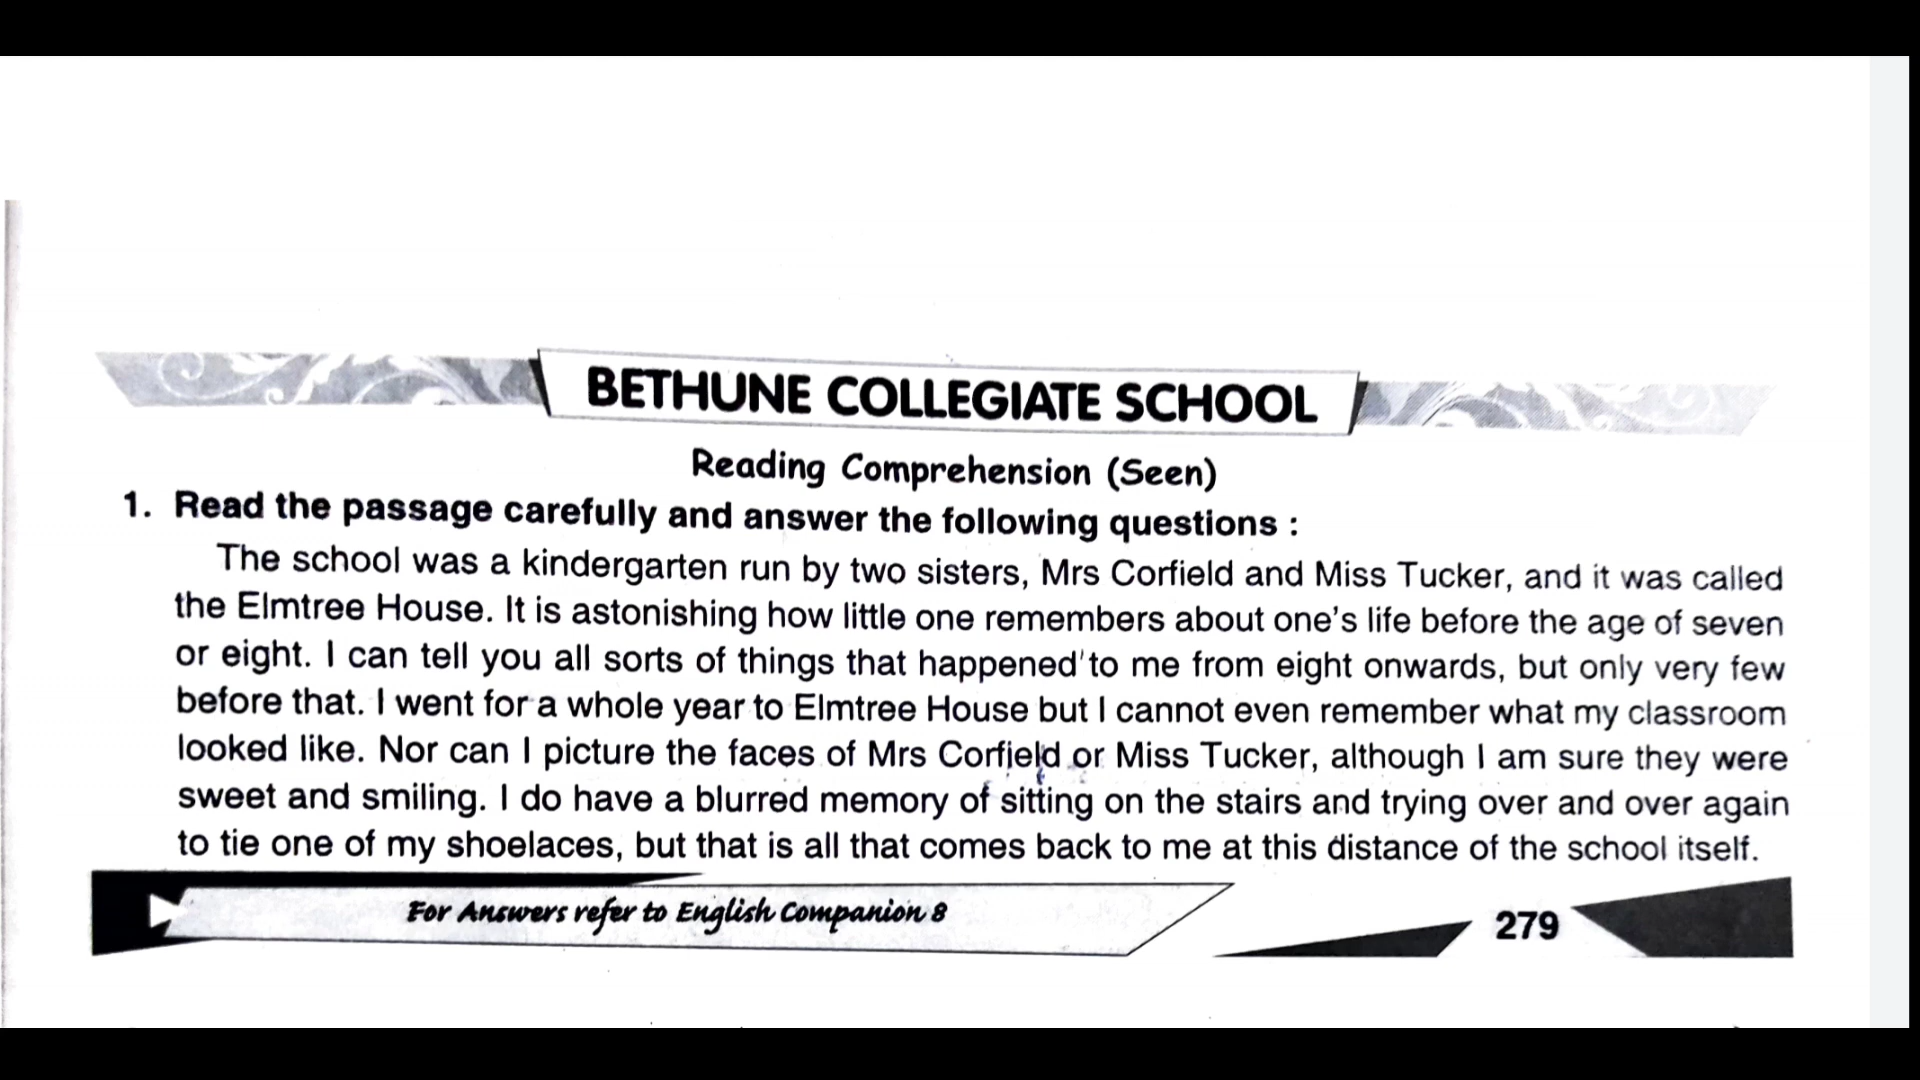 BETHUNE COLLEGIATE SCHOOL
Reading Comprehension (Seen)
1. Read the passage carefully and answer the following questions :
The school was a kindergarten run by two sisters, Mrs Corfield and Miss Tucker, and it was called
the Elmtree House. It is astonishing how little one remembers about one's life before the age of seven
or eight. I can tell you all sorts of things that happened to me from eight onwards, but only very few
before that. I went for a whole year to Elmtree House but I cannot even remember what my classroom
looked like. Nor can I picture the faces of Mrs Corfield or Miss Tucker, although I am sure they were
sweet and smiling. I do have a blurred memory of sitting on the stairs and trying over and over again
to tie one of my shoelaces, but that is all that comes back to me at this distance of the school itself.
For Answers refer to English Companion 8
279